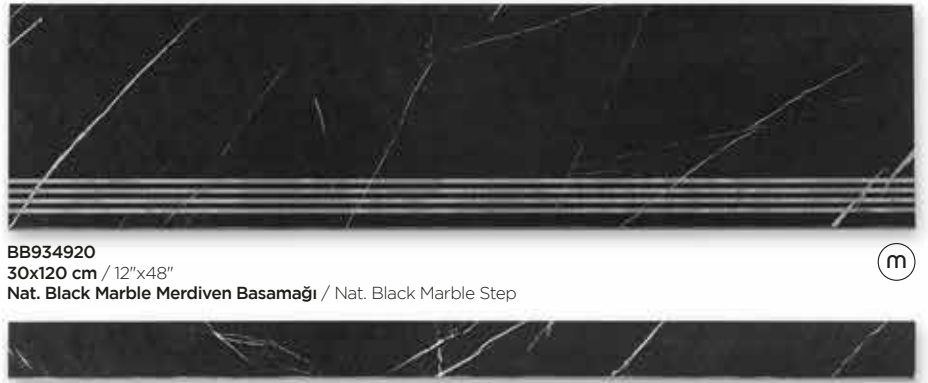 BB934920
30x120 cm / 12"x48"
Nat. Black Marble Merdiven Basamağı / Nat. Black Marble Step
m